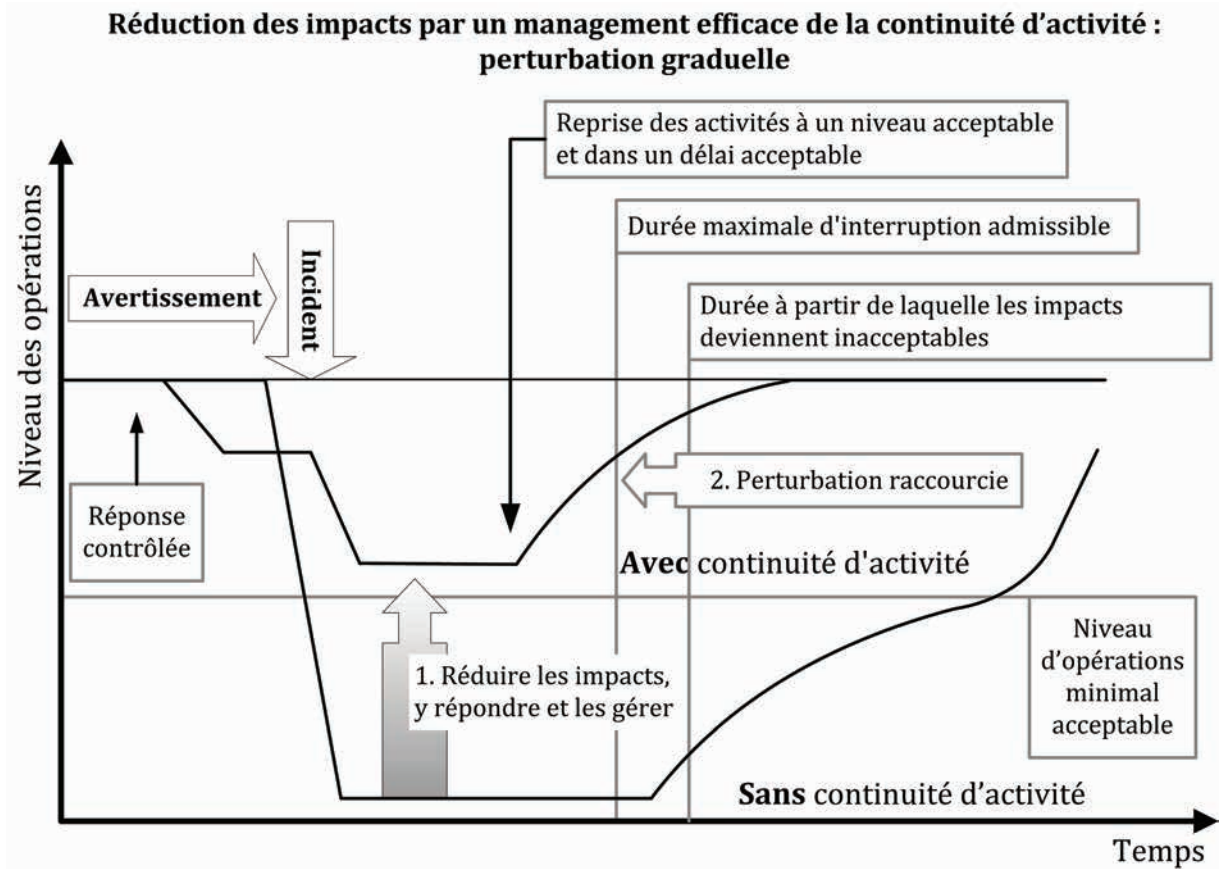 Réduction des impacts par un management efficace de la continuité d’activité :
perturbation graduelle
Reprise des activités à un niveau acceptable
et dans un délai acceptable
Niveau des opérations
Durée maximale d'interruption admissible
Avertissement
Incident
Durée à partir de laquelle les impacts
deviennent inacceptables
2. Perturbation raccourcie
Réponse
contrôlée
Avec continuité d'activité
1. Réduire les impacts,
y répondre et les gérer
Niveau
d’opérations
minimal
acceptable
Sans continuité d’activité
Temps